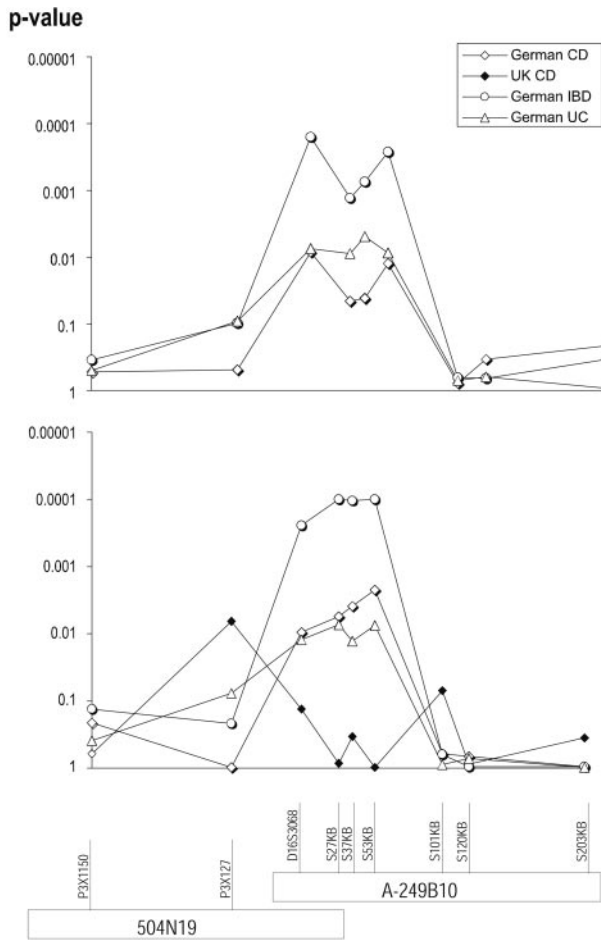 p-value
German CD
UK CD
German IBD
German UC
0.00001
0.0001
0.001
0.01
0.1
1
0.00001
0.0001
0.001
0.01
0.1
1
P3X1150
P3X127
D16S3068
S27KB
S37KB
S53KB
S101KB
S120KB
S203KB
A-249B10
504N19